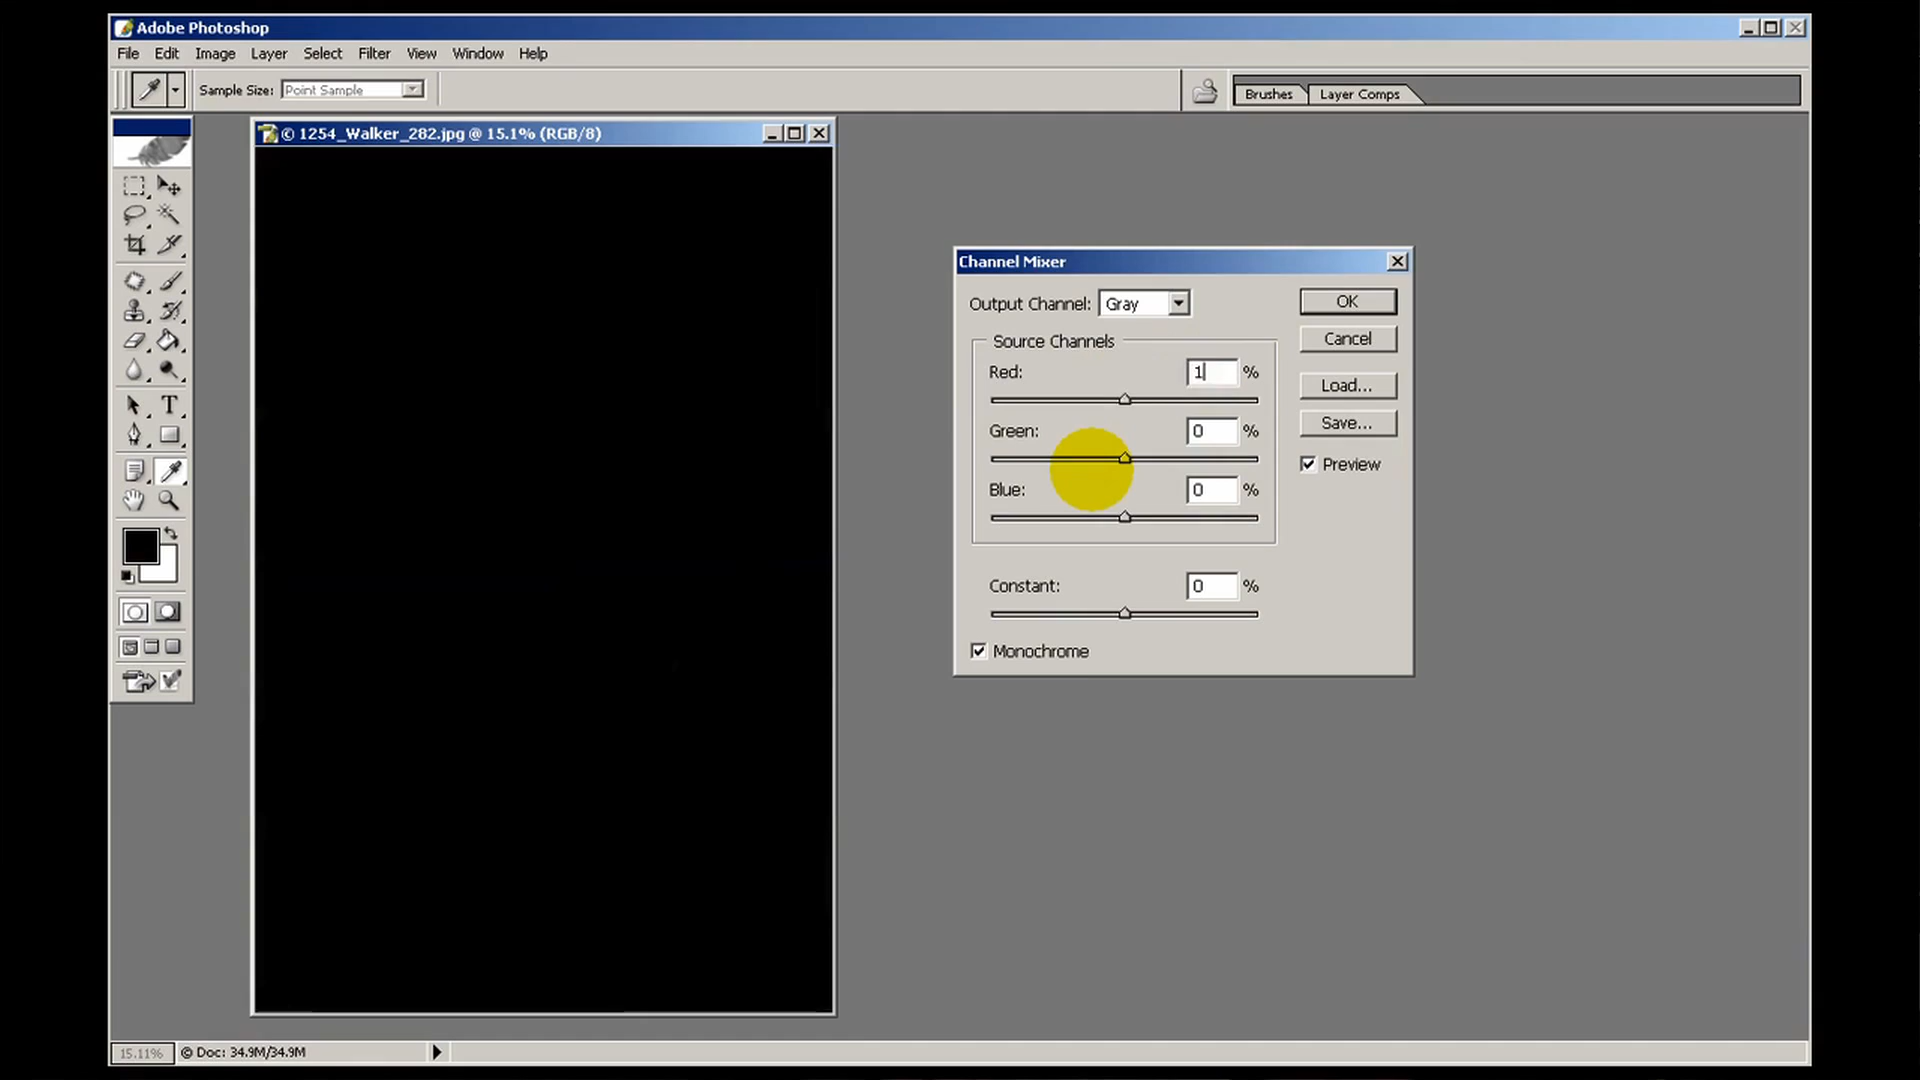 Adobe Photoshop
File Edit Image Layer Select Filter View Window Help
Sample Size: Point Sample
Brushes Layer Comps
© 1254_Walker_282.jpg @ 15.1% (RGB/8)
Channel Mixer
Output Channel: Gray
OK
Source Channels
Cancel
Red: 1 %
Load...
Green: 0 %
Save...
Preview
Blue: 0 %
Constant: 0 %
Monochrome
T
15.11% © Doc: 34.9M/34.9M